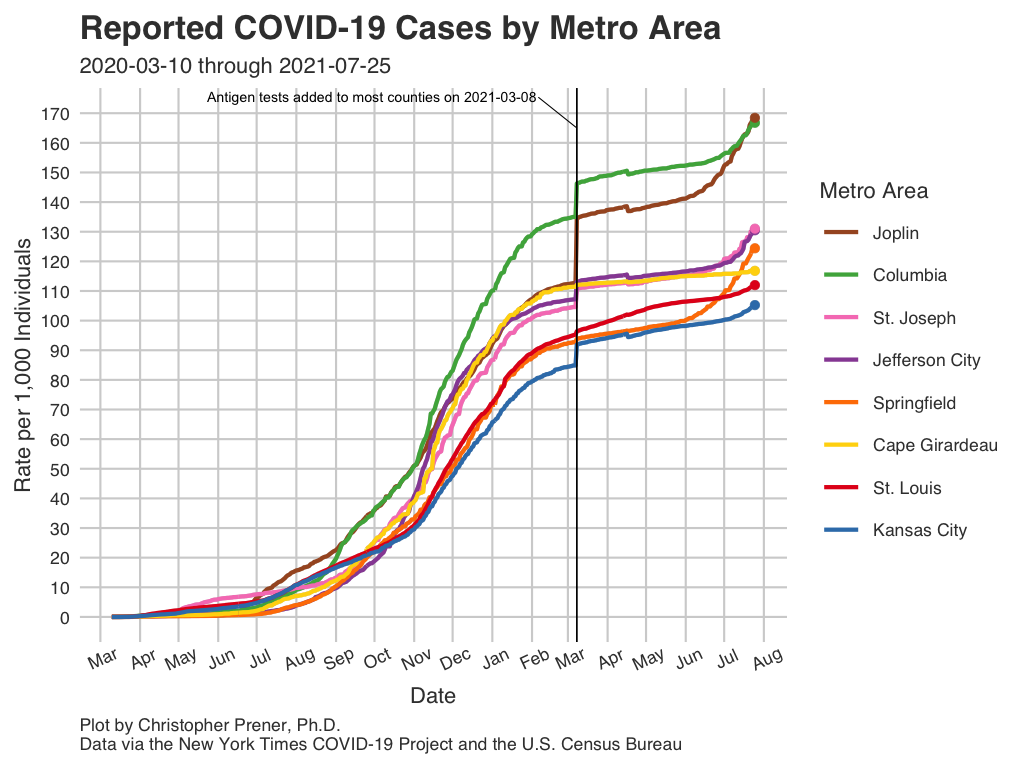 Reported COVID-19 Cases by Metro Area
2020-03-10 through 2021-07-25
Antigen tests added to most counties on 2021-03-08
Rate per 1,000 Individuals
170
160
150
140
130
120
110
100
90
80
70
60
50
40
30
20
10
0
Mar Apr May Jun Jul Aug Sep Oct Nov Dec Jan Feb Mar Apr May Jun Jul Aug
Date
Metro Area
Joplin
Columbia
St. Joseph
Jefferson City
Springfield
Cape Girardeau
St. Louis
Kansas City
Plot by Christopher Prener, Ph.D.
Data via the New York Times COVID-19 Project and the U.S. Census Bureau